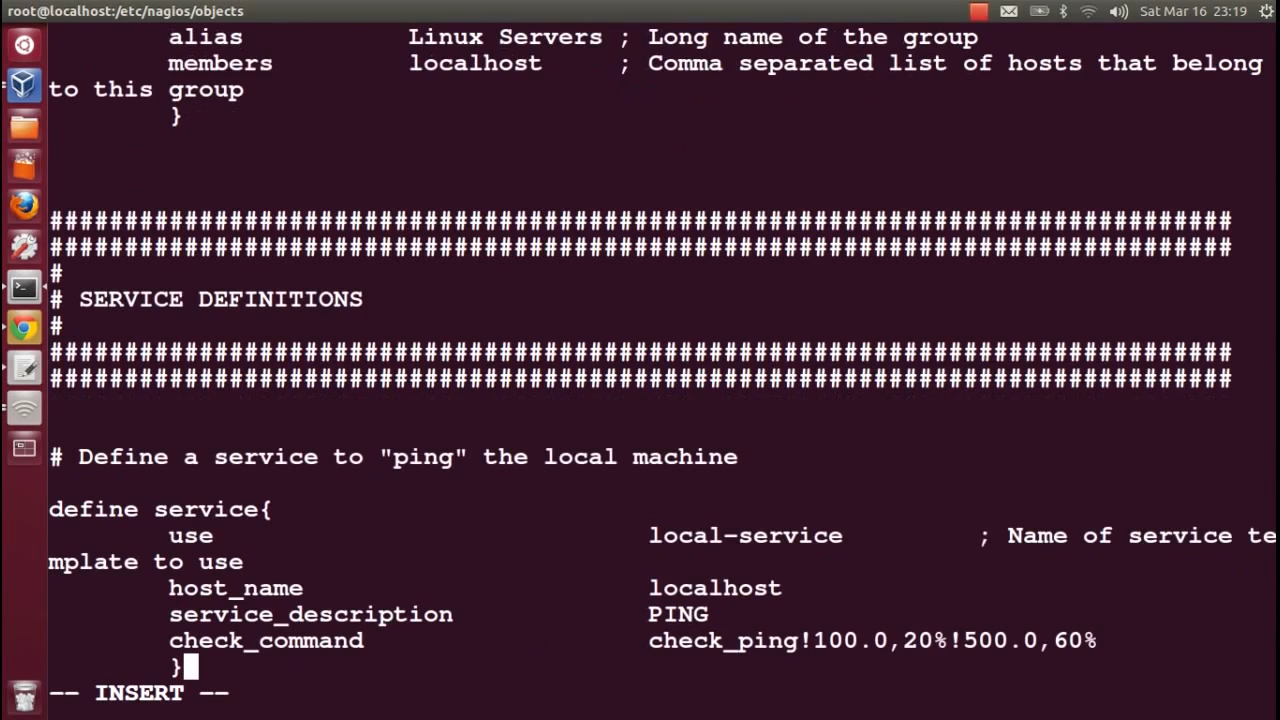 root@localhost:/etc/nagios/objects
Sat Mar 16 23:19
alias Linux Servers ; Long name of the group
members localhost ; Comma separated list of hosts that belong
to this group
}
###############################################################################
###############################################################################
#
# SERVICE DEFINITIONS
#
###############################################################################
###############################################################################
# Define a service to "ping" the local machine
define service{
use local-service ; Name of service te
mplate to use
host_name localhost
service_description PING
check_command check_ping!100.0,20%!500.0,60%
}
-- INSERT --